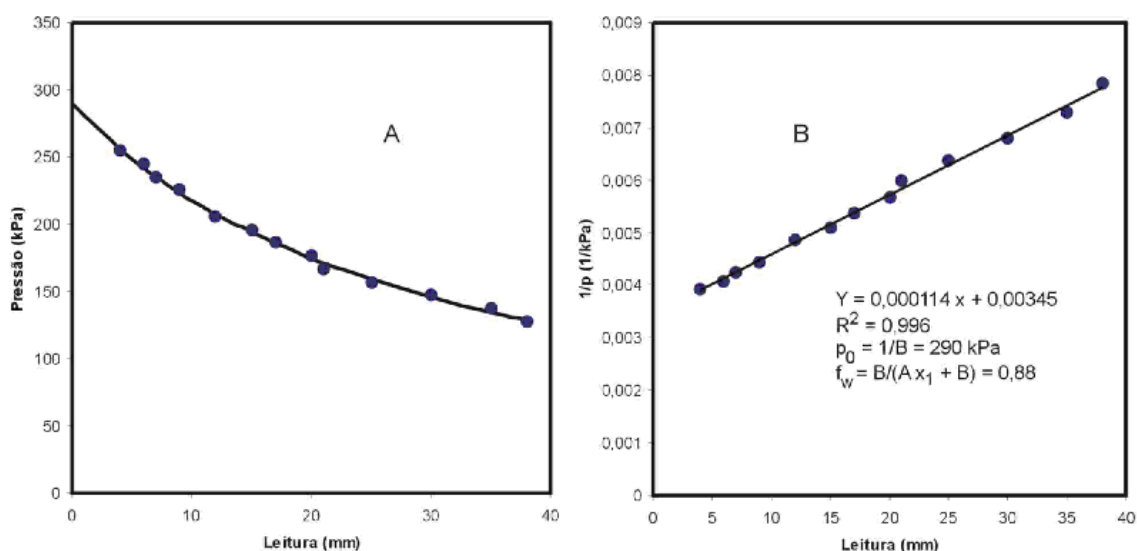 350
300
250
200
150
100
50
0
Pressão (kPa)
A
0 10 20 30 40
Leitura (mm)
0,009
0,008
0,007
0,006
0,005
0,004
0,003
0,002
0,001
0
1/p (1/kPa)
B
Y = 0,000114 x + 0,00345
R² = 0,996
p₀ = 1/B = 290 kPa
f_w = B/(A x₁ + B) = 0,88
0 5 10 15 20 25 30 35 40
Leitura (mm)